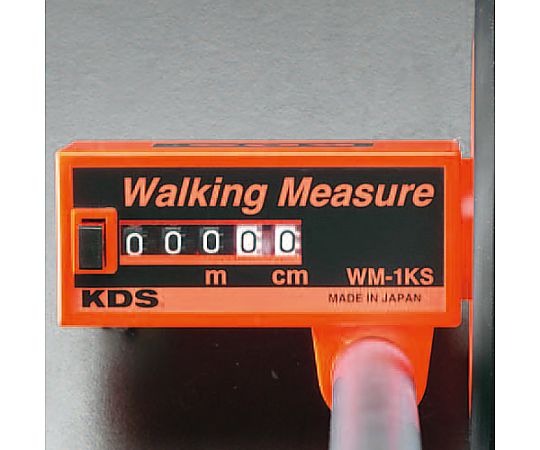 Walking Measure
00000
m cm WM-1KS
KDS MADE IN JAPAN